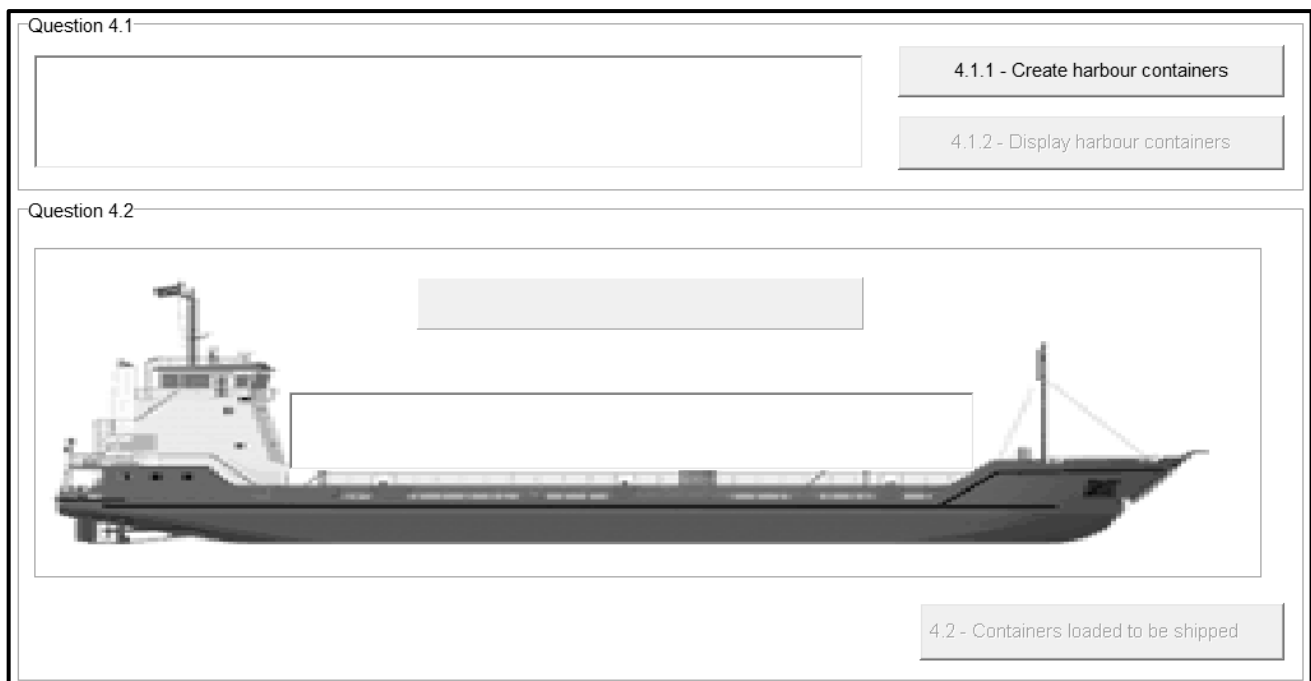 Question 4.1
4.1.1 - Create harbour containers
4.1.2 - Display harbour containers
Question 4.2
4.2 - Containers loaded to be shipped